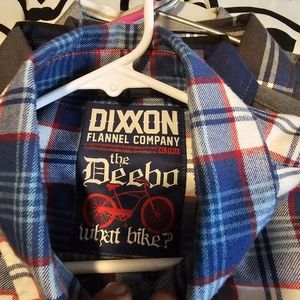 DIXXON
FLANNEL COMPANY
the
Deebo
what bike?